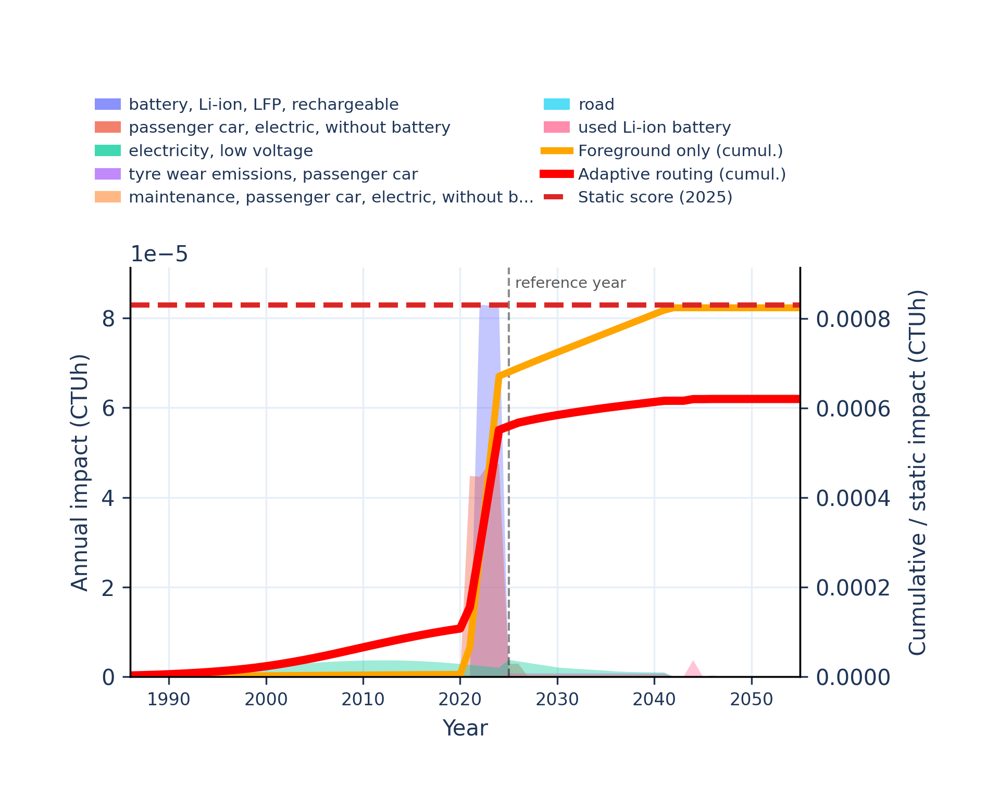 battery, Li-ion, LFP, rechargeable
passenger car, electric, without battery
electricity, low voltage
tyre wear emissions, passenger car
maintenance, passenger car, electric, without b...
road
used Li-ion battery
Foreground only (cumul.)
Adaptive routing (cumul.)
Static score (2025)
1e−5
reference year
8
6
4
2
0
Annual impact (CTUh)
0.0008
0.0006
0.0004
0.0002
0.0000
Cumulative / static impact (CTUh)
1990 2000 2010 2020 2030 2040 2050
Year